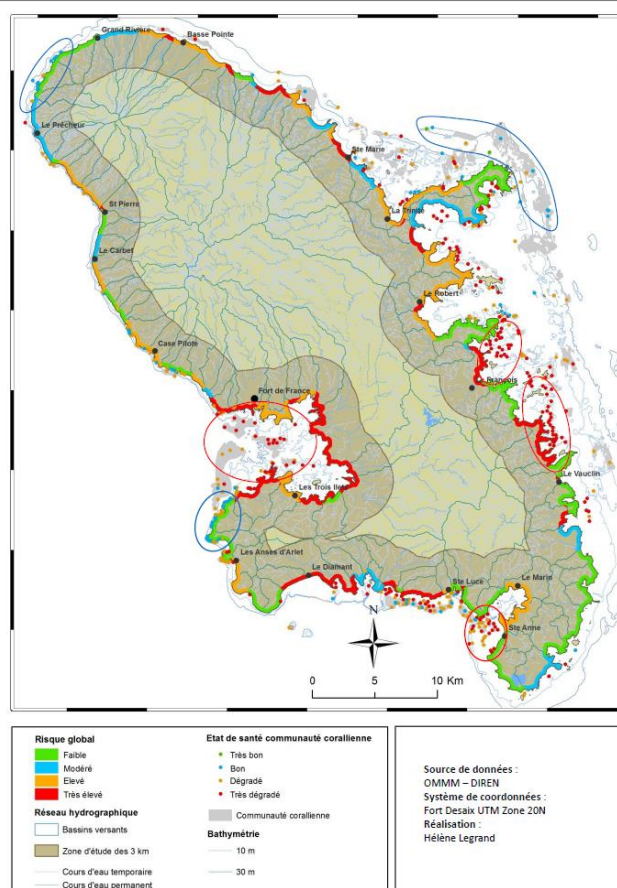 Grand Rivière
Basse Pointe
Le Prêcheur
Ste Marie
St Pierre
La Trinité
Le Carbet
Le Robert
Case Pilote
Le François
Fort de France
Le Vauclin
Les Trois Ilets
Les Anses d'Arlet
Le Diamant
Ste Luce
Le Marin
Ste Anne
N
0 5 10 Km
Risque global
Faible
Modéré
Elevé
Très élevé
Réseau hydrographique
Bassins versants
Zone d'étude des 3 km
Cours d'eau temporaire
Cours d'eau permanent
Etat de santé communauté corallienne
Très bon
Bon
Dégradé
Très dégradé
Communauté corallienne
Bathymétrie
10 m
30 m
Source de données :
OMMM – DIREN
Système de coordonnées :
Fort Desaix UTM Zone 20N
Réalisation :
Hélène Legrand